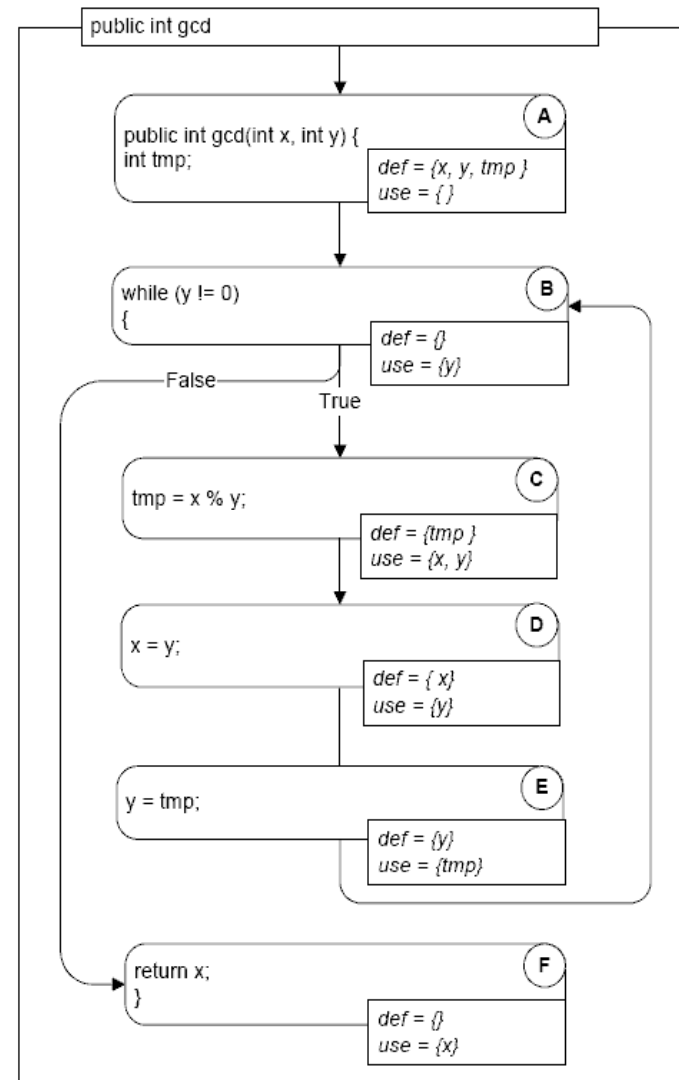 public int gcd
A
public int gcd(int x, int y) {
int tmp;
def = {x, y, tmp }
use = { }
B
while (y != 0)
{
def = {}
use = {y}
False
True
C
tmp = x % y;
def = {tmp }
use = {x, y}
D
x = y;
def = { x}
use = {y}
E
y = tmp;
def = {y}
use = {tmp}
F
return x;
}
def = {}
use = {x}